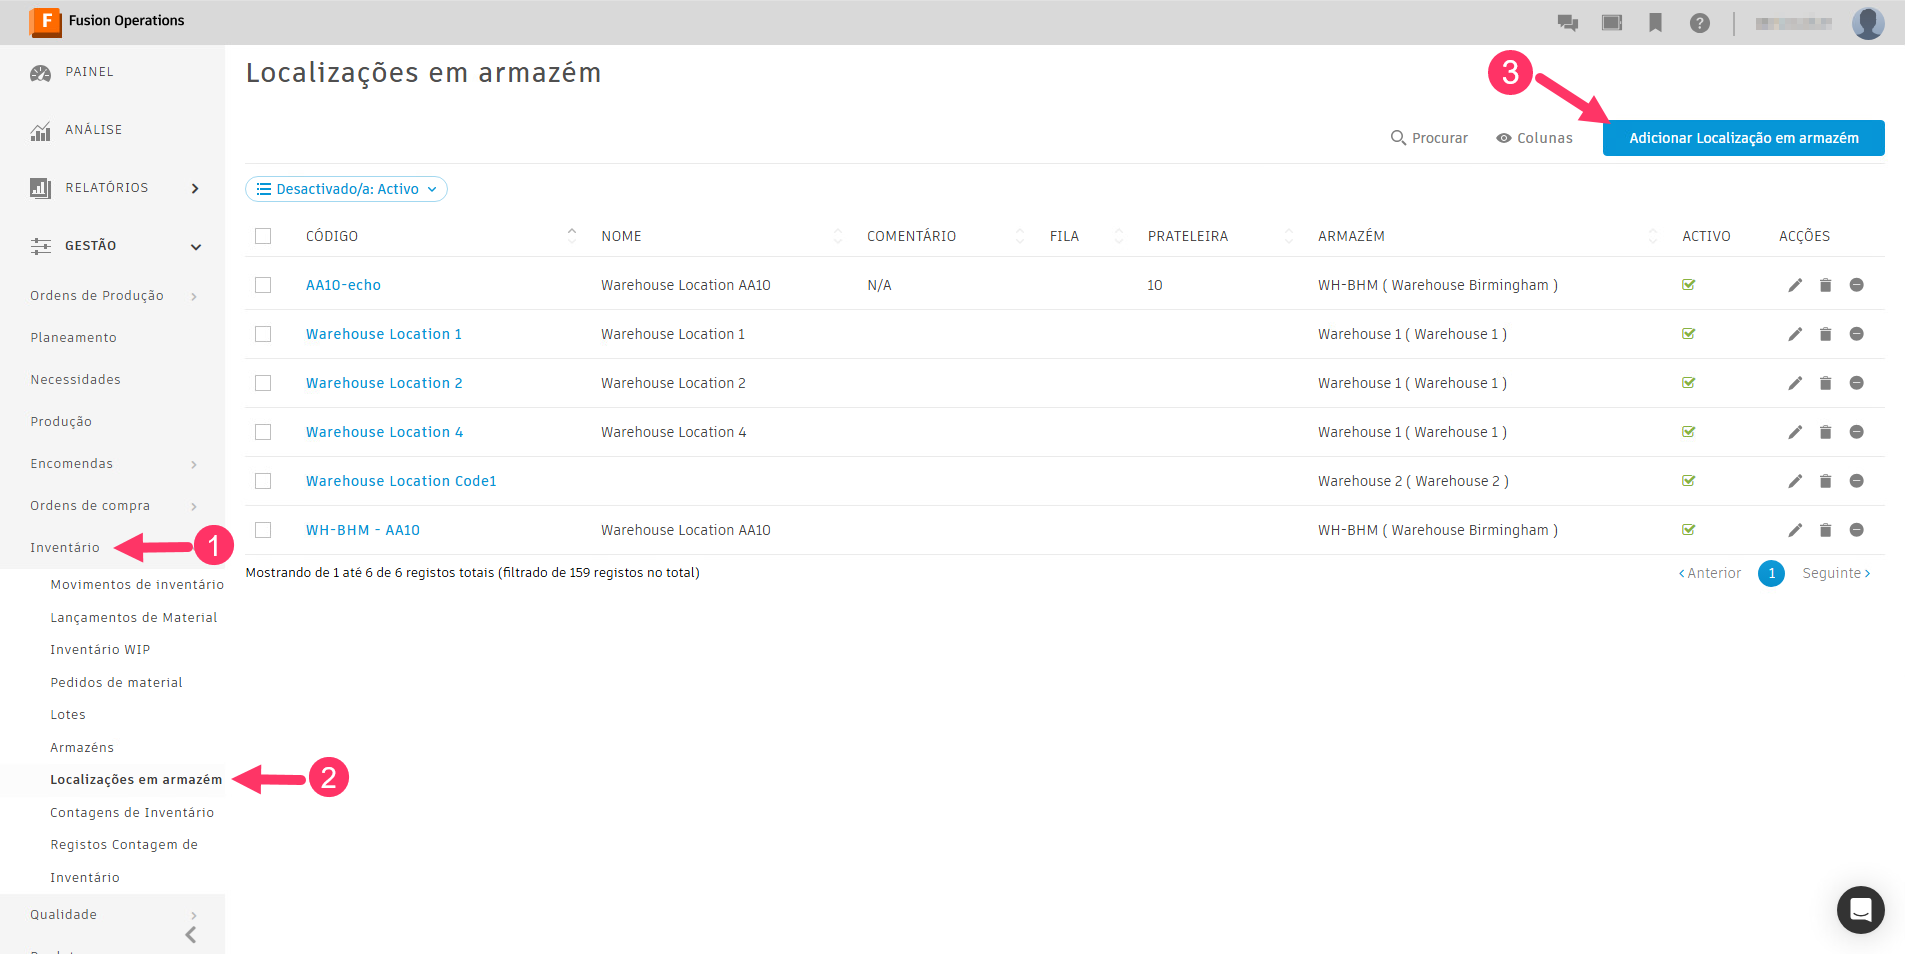 F Fusion Operations
PAINEL
ANÁLISE
RELATÓRIOS
GESTÃO
Ordens de Produção
Planeamento
Necessidades
Produção
Encomendas
Ordens de compra
Inventário
1
Movimentos de inventário
Lançamentos de Material
Inventário WIP
Pedidos de material
Lotes
Armazéns
Localizações em armazém
2
Contagens de Inventário
Registos Contagem de
Inventário
Qualidade
Localizações em armazém
3
Procurar Colunas Adicionar Localização em armazém
Desactivado/a: Activo
CÓDIGO NOME COMENTÁRIO FILA PRATELEIRA ARMAZÉM ACTIVO ACÇÕES
AA10-echo Warehouse Location AA10 N/A 10 WH-BHM ( Warehouse Birmingham )
Warehouse Location 1 Warehouse Location 1 Warehouse 1 ( Warehouse 1 )
Warehouse Location 2 Warehouse Location 2 Warehouse 1 ( Warehouse 1 )
Warehouse Location 4 Warehouse Location 4 Warehouse 1 ( Warehouse 1 )
Warehouse Location Code1 Warehouse 2 ( Warehouse 2 )
WH-BHM - AA10 Warehouse Location AA10 WH-BHM ( Warehouse Birmingham )
Mostrando de 1 até 6 de 6 registos totais (filtrado de 159 registos no total)
Anterior 1 Seguinte